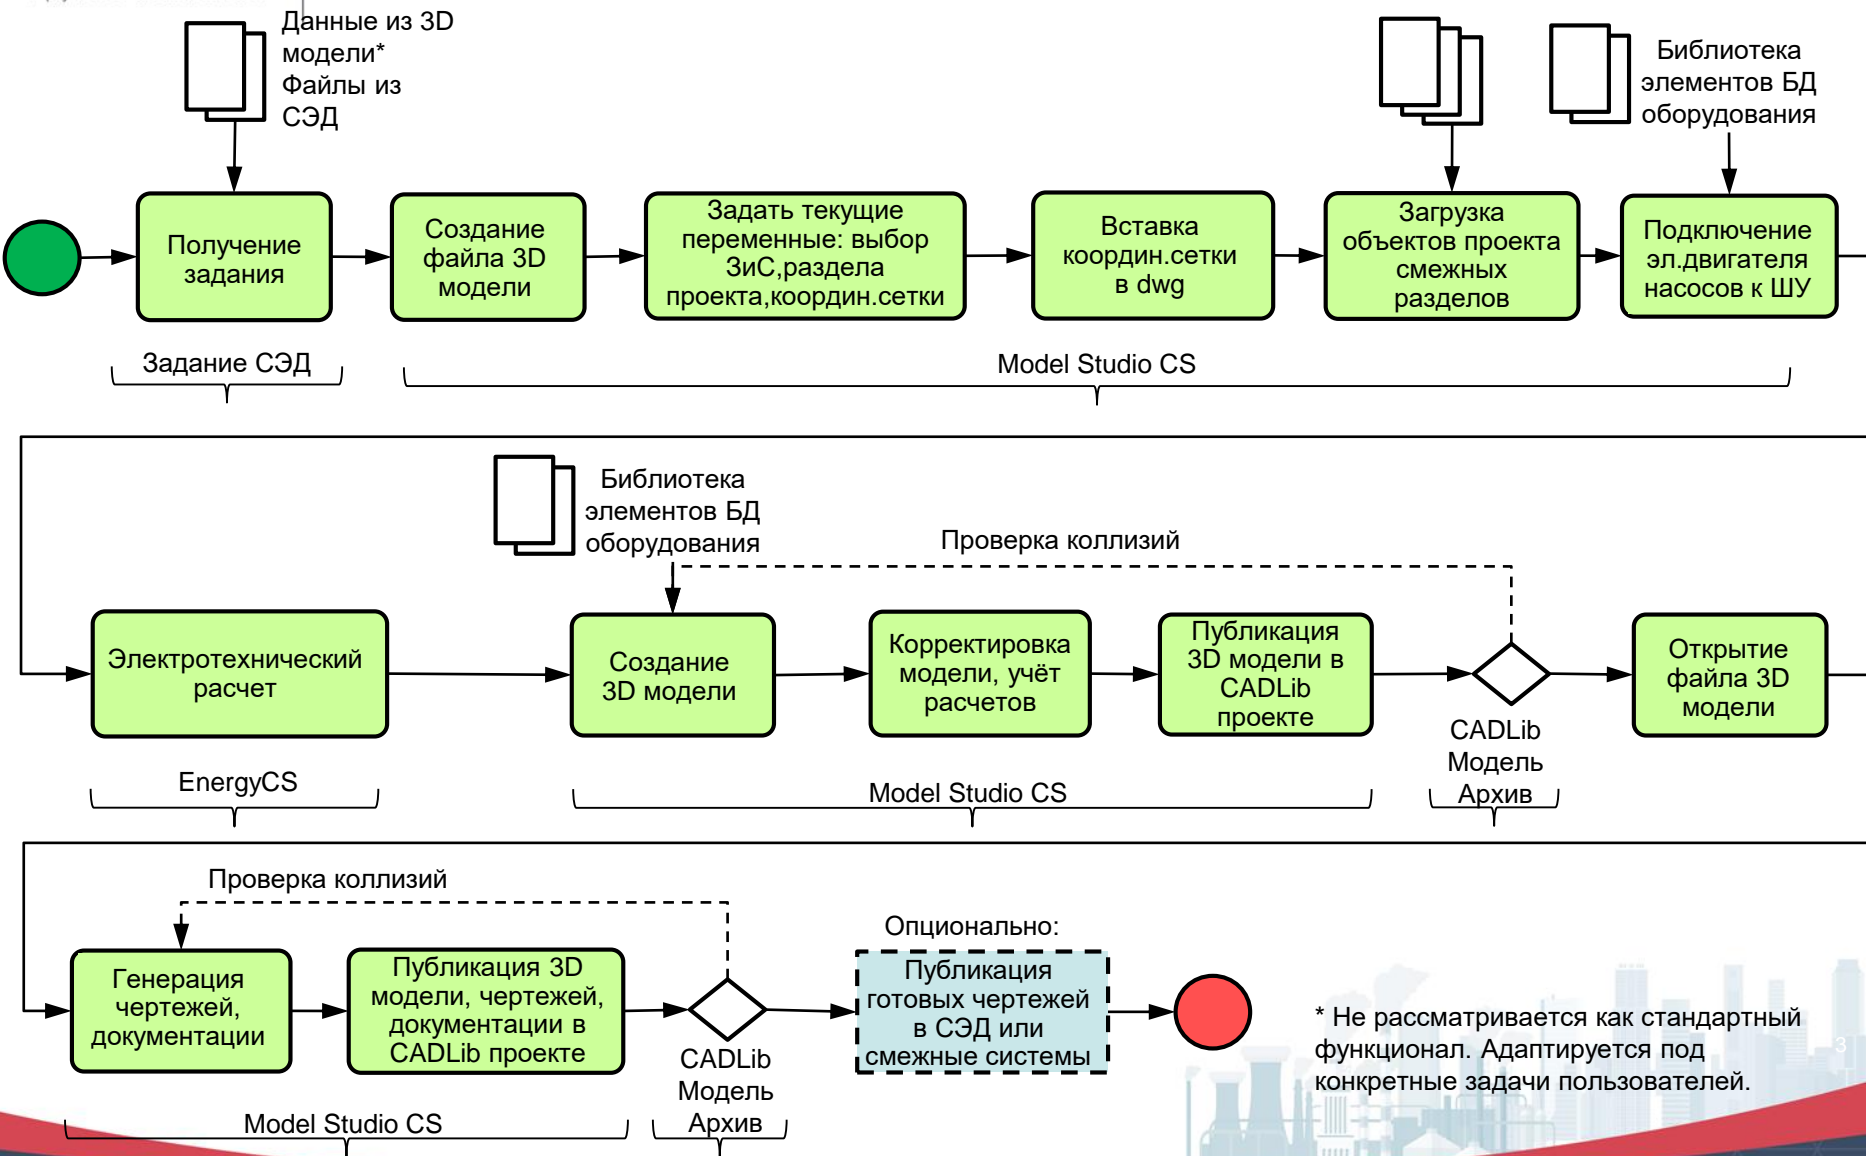 Данные из 3D
модели*
Файлы из
СЭД
Библиотека
элементов БД
оборудования
Получение
задания
Создание
файла 3D
модели
Задать текущие
переменные: выбор
ЗиС,раздела
проекта,координ.сетки
Вставка
координ.сетки
в dwg
Загрузка
объектов проекта
смежных
разделов
Подключение
эл.двигателя
насосов к ШУ
Задание СЭД
Model Studio CS
Библиотека
элементов БД
оборудования
Проверка коллизий
Электротехнический
расчет
Создание
3D модели
Корректировка
модели, учёт
расчетов
Публикация
3D модели в
CADLib
проекте
CADLib
Модель
Архив
Открытие
файла 3D
модели
EnergyCS
Model Studio CS
Проверка коллизий
Генерация
чертежей,
документации
Публикация 3D
модели, чертежей,
документации в
CADLib проекте
CADLib
Модель
Архив
Опционально:
Публикация
готовых чертежей
в СЭД или
смежные системы
* Не рассматривается как стандартный
функционал. Адаптируется под
конкретные задачи пользователей.
3
Model Studio CS